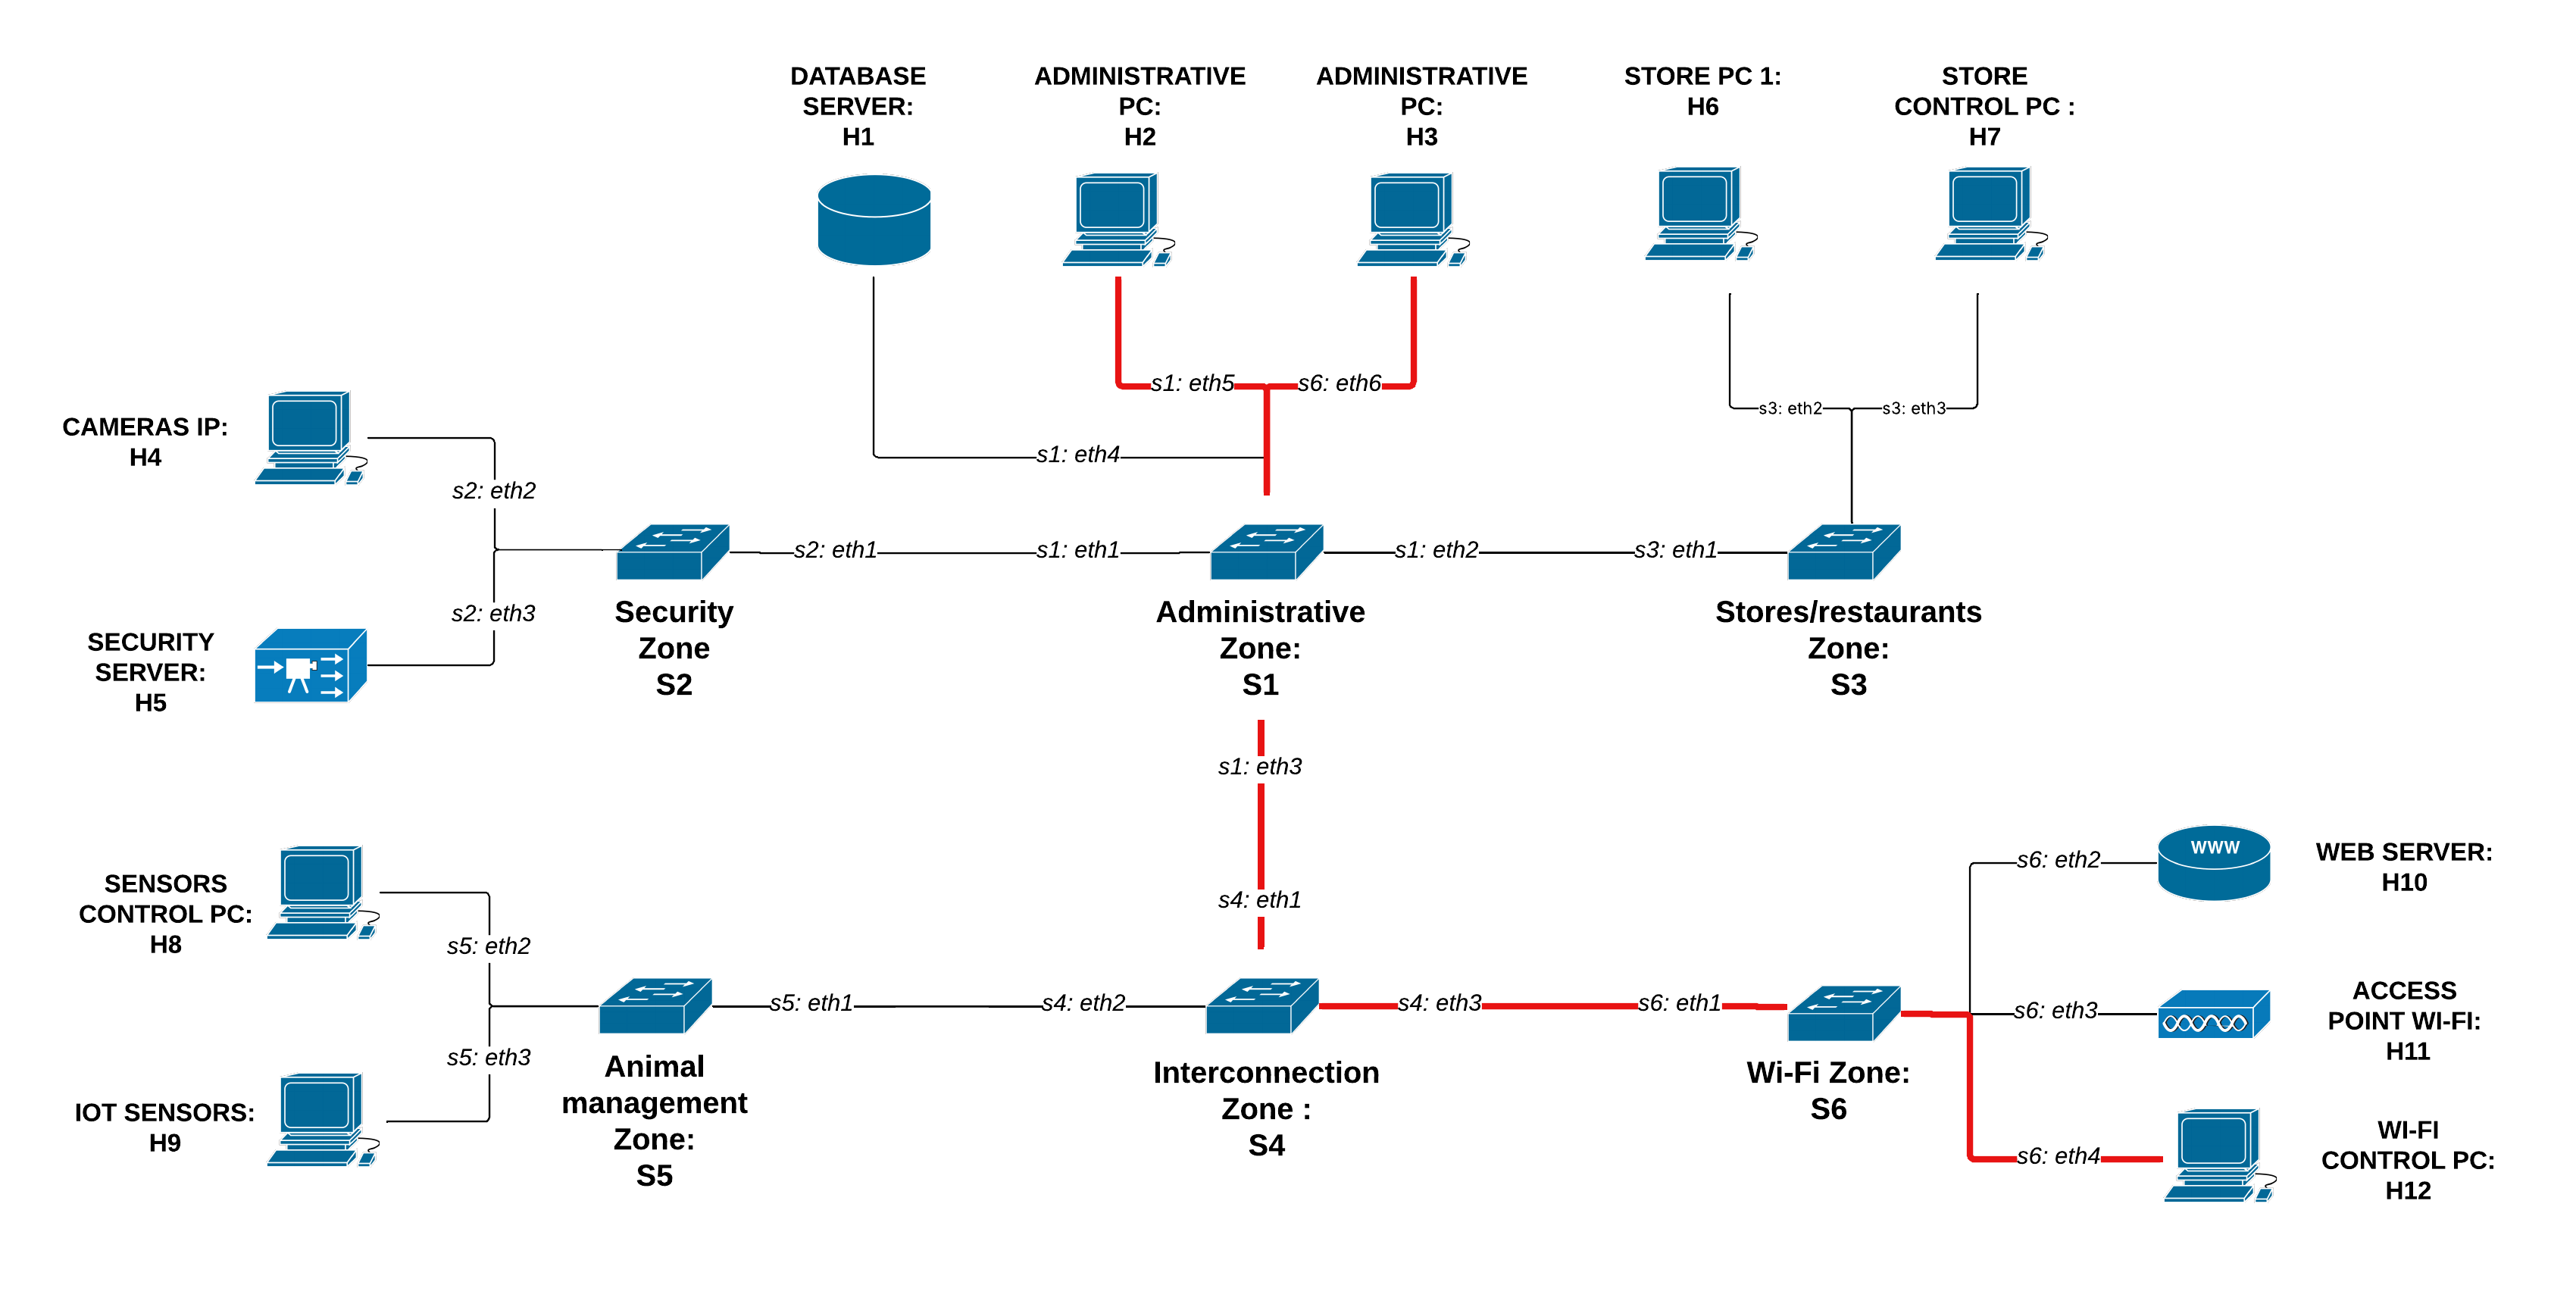 DATABASE
SERVER:
H1
ADMINISTRATIVE
PC:
H2
ADMINISTRATIVE
PC:
H3
STORE PC 1:
H6
STORE
CONTROL PC :
H7
s1: eth5
s6: eth6
s3: eth2
s3: eth3
CAMERAS IP:
H4
s1: eth4
s2: eth2
s2: eth1
s1: eth1
s1: eth2
s3: eth1
s2: eth3
SECURITY
SERVER:
H5
Security
Zone
S2
Administrative
Zone:
S1
Stores/restaurants
Zone:
S3
s1: eth3
s4: eth1
SENSORS
CONTROL PC:
H8
s5: eth2
s6: eth2
WWW
WEB SERVER:
H10
s5: eth1
s4: eth2
s4: eth3
s6: eth1
s6: eth3
ACCESS
POINT WI-FI:
H11
s5: eth3
IOT SENSORS:
H9
Animal
management
Zone:
S5
Interconnection
Zone :
S4
Wi-Fi Zone:
S6
s6: eth4
WI-FI
CONTROL PC:
H12